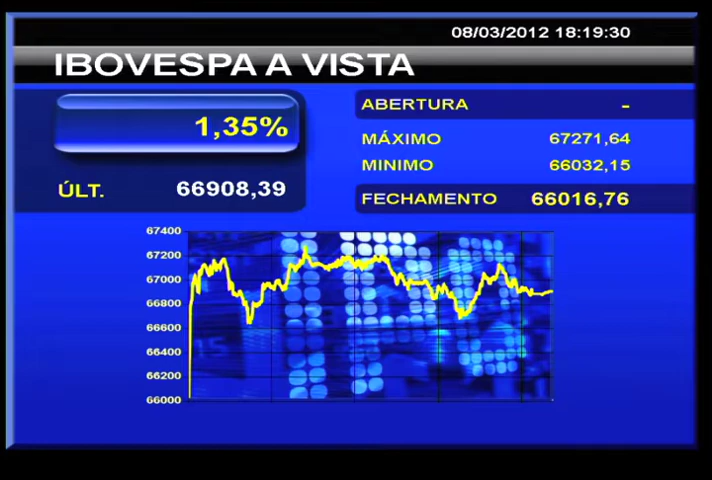 08/03/2012 18:19:30
IBOVESPA A VISTA
1,35%
ÚLT. 66908,39
ABERTURA -
MÁXIMO 67271,64
MINIMO 66032,15
FECHAMENTO 66016,76
67400
67200
67000
66800
66600
66400
66200
66000